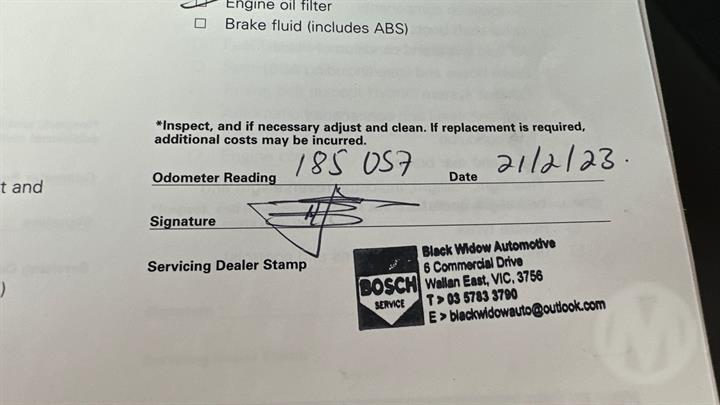 Engine oil filter
Brake fluid (includes ABS)
*Inspect, and if necessary adjust and clean. If replacement is required,
additional costs may be incurred.
Odometer Reading 185 057 Date 21/2/23.
t and
Signature
Servicing Dealer Stamp
)
BOSCH
SERVICE
Black Widow Automotive
6 Commercial Drive
Wallan East, VIC, 3756
T > 03 5783 3790
E > blackwidowauto@outlook.com
M